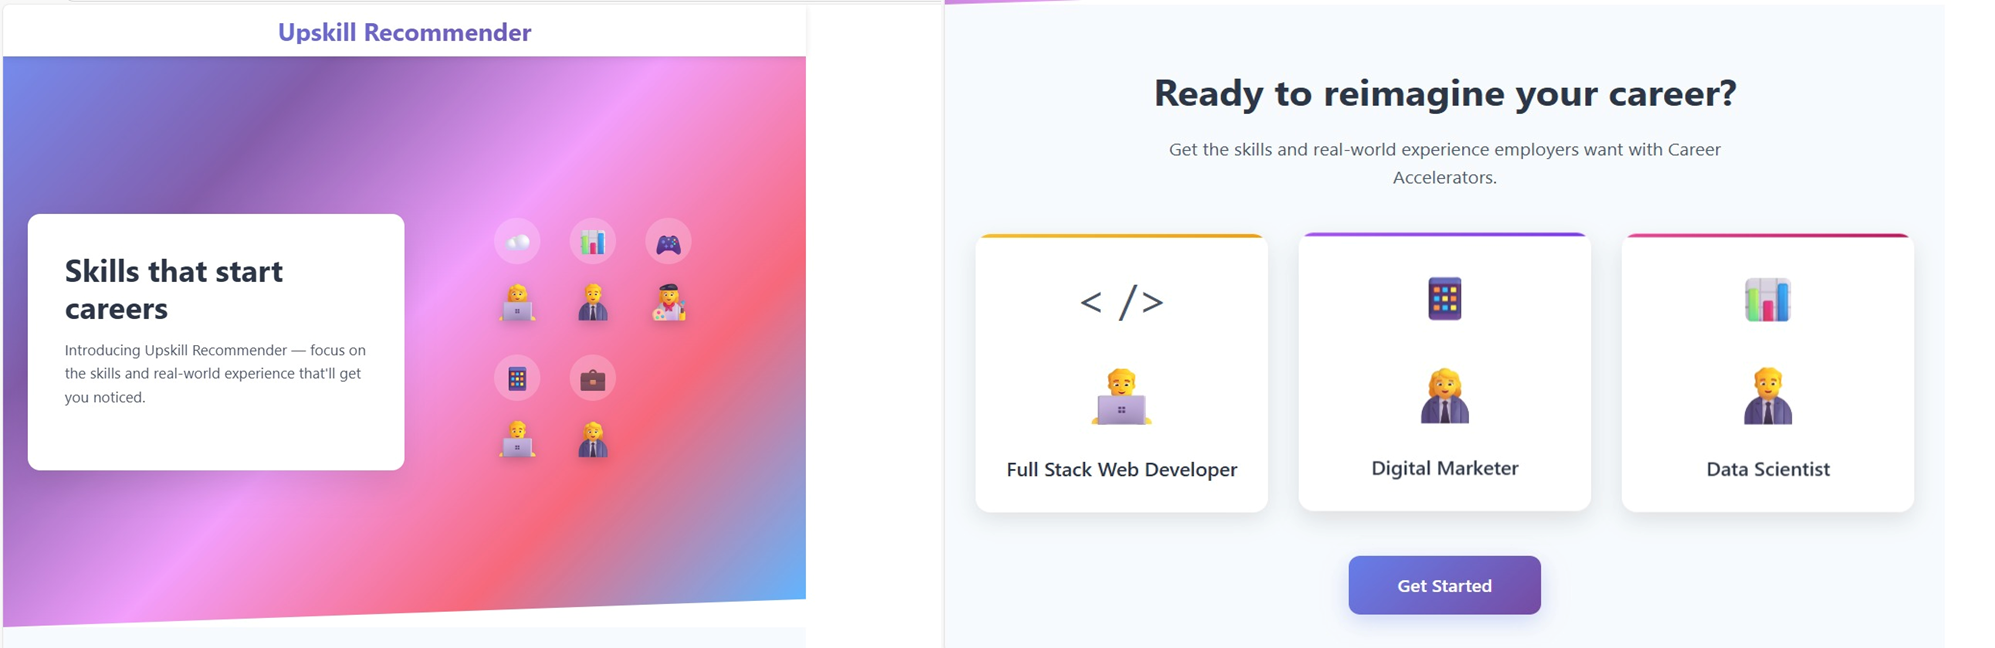 Upskill Recommender
Skills that start
careers
Introducing Upskill Recommender — focus on
the skills and real-world experience that'll get
you noticed.
Ready to reimagine your career?
Get the skills and real-world experience employers want with Career
Accelerators.
< />
Full Stack Web Developer
Digital Marketer
Data Scientist
Get Started